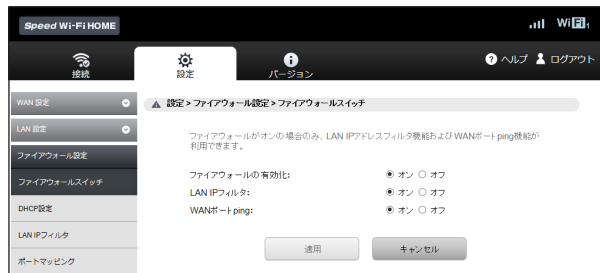 Speed Wi-Fi HOME
WiFi1
接続
設定
バージョン
ヘルプ
ログアウト
WAN 設定
設定 > ファイアウォール設定 > ファイアウォールスイッチ
LAN 設定
ファイアウォールがオンの場合のみ、LAN IPアドレスフィルタ機能およびWANポートping機能が
利用できます。
ファイアウォール設定
ファイアウォールスイッチ
ファイアウォールの有効化:
オン
オフ
DHCP設定
LAN IPフィルタ:
オン
オフ
WANポートping:
オン
オフ
LAN IPフィルタ
適用
キャンセル
ポートマッピング